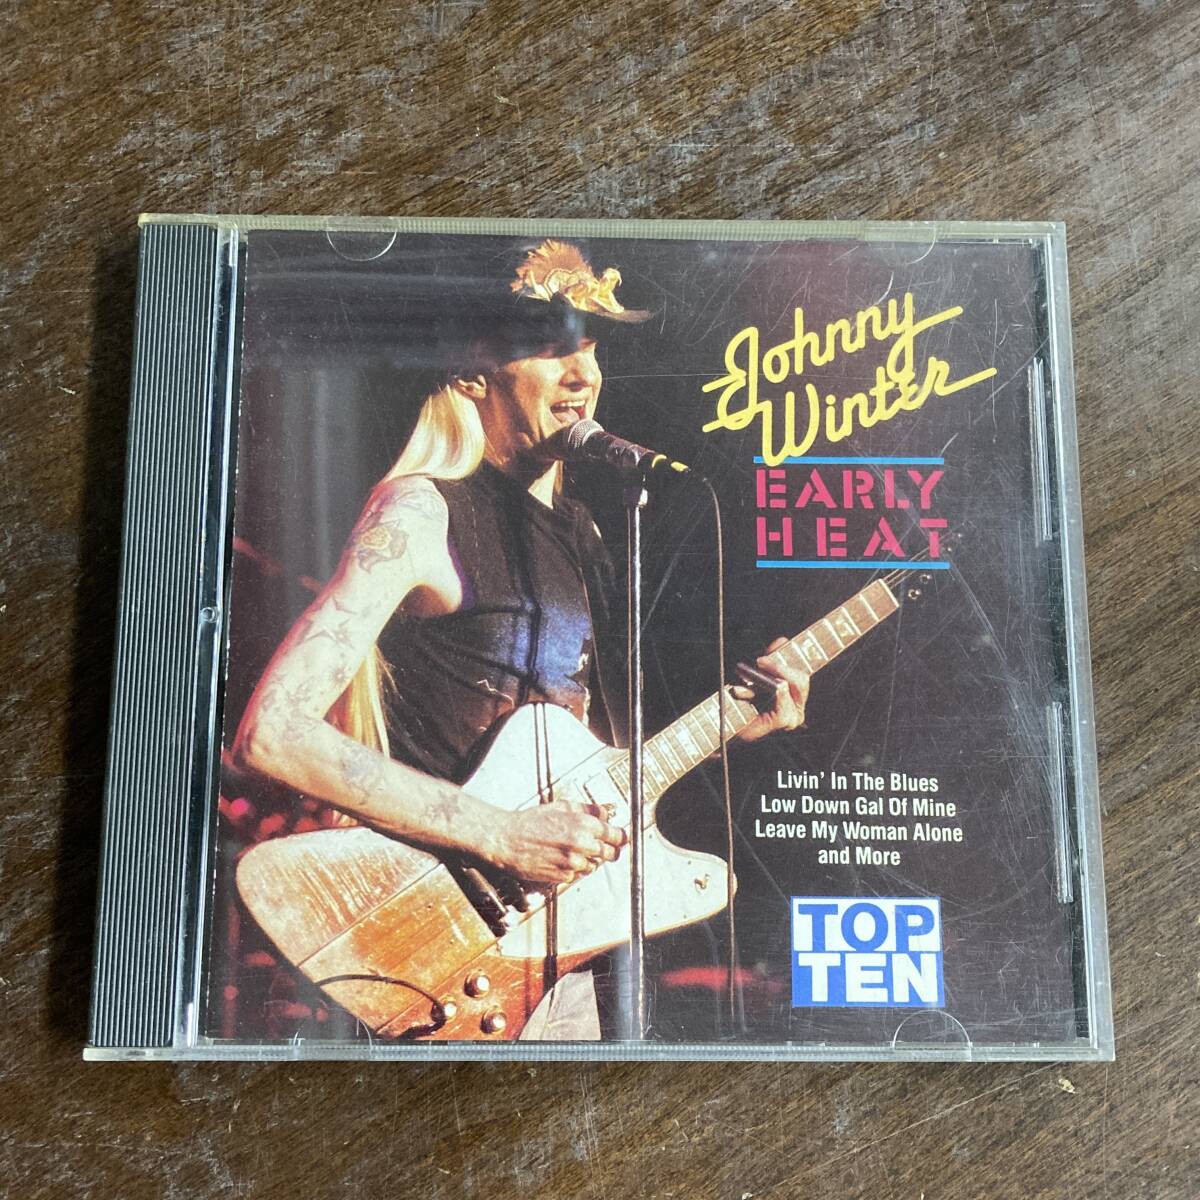 Johnny
Winter
EARLY
HEAT
Livin' In The Blues
Low Down Gal Of Mine
Leave My Woman Alone
and More
TOP
TEN